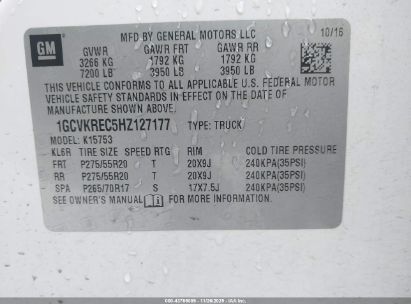 GM
MFD BY GENERAL MOTORS LLC
10/16
GVWR GAWR FRT GAWR RR
3266 KG 1792 KG 1792 KG
7200 LB 3950 LB 3950 LB
THIS VEHICLE CONFORMS TO ALL APPLICABLE U.S. FEDERAL MOTOR
VEHICLE SAFETY STANDARDS IN EFFECT ON THE DATE OF
MANUFACTURE SHOWN ABOVE.
1GCVKREC5HZ127177 TYPE: TRUCK
MODEL: K15753
KL6R TIRE SIZE SPEED RTG RIM COLD TIRE PRESSURE
FRT P275/55R20 T 20X9J 240KPA(35PSI)
RR P275/55R20 T 20X9J 240KPA(35PSI)
SPA P265/70R17 S 17X7.5J 240KPA(35PSI)
SEE OWNER'S MANUAL FOR MORE INFORMATION